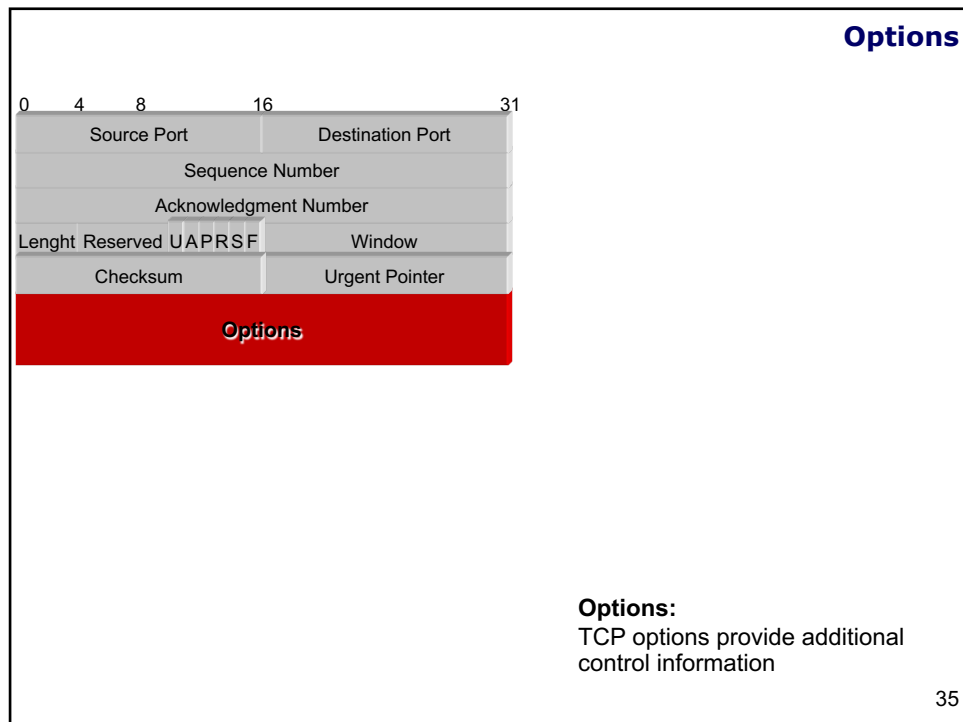 Options
0 4 8 16 31
Source Port Destination Port
Sequence Number
Acknowledgment Number
Lenght Reserved U A P R S F Window
Checksum Urgent Pointer
Options
Options:
TCP options provide additional
control information
35